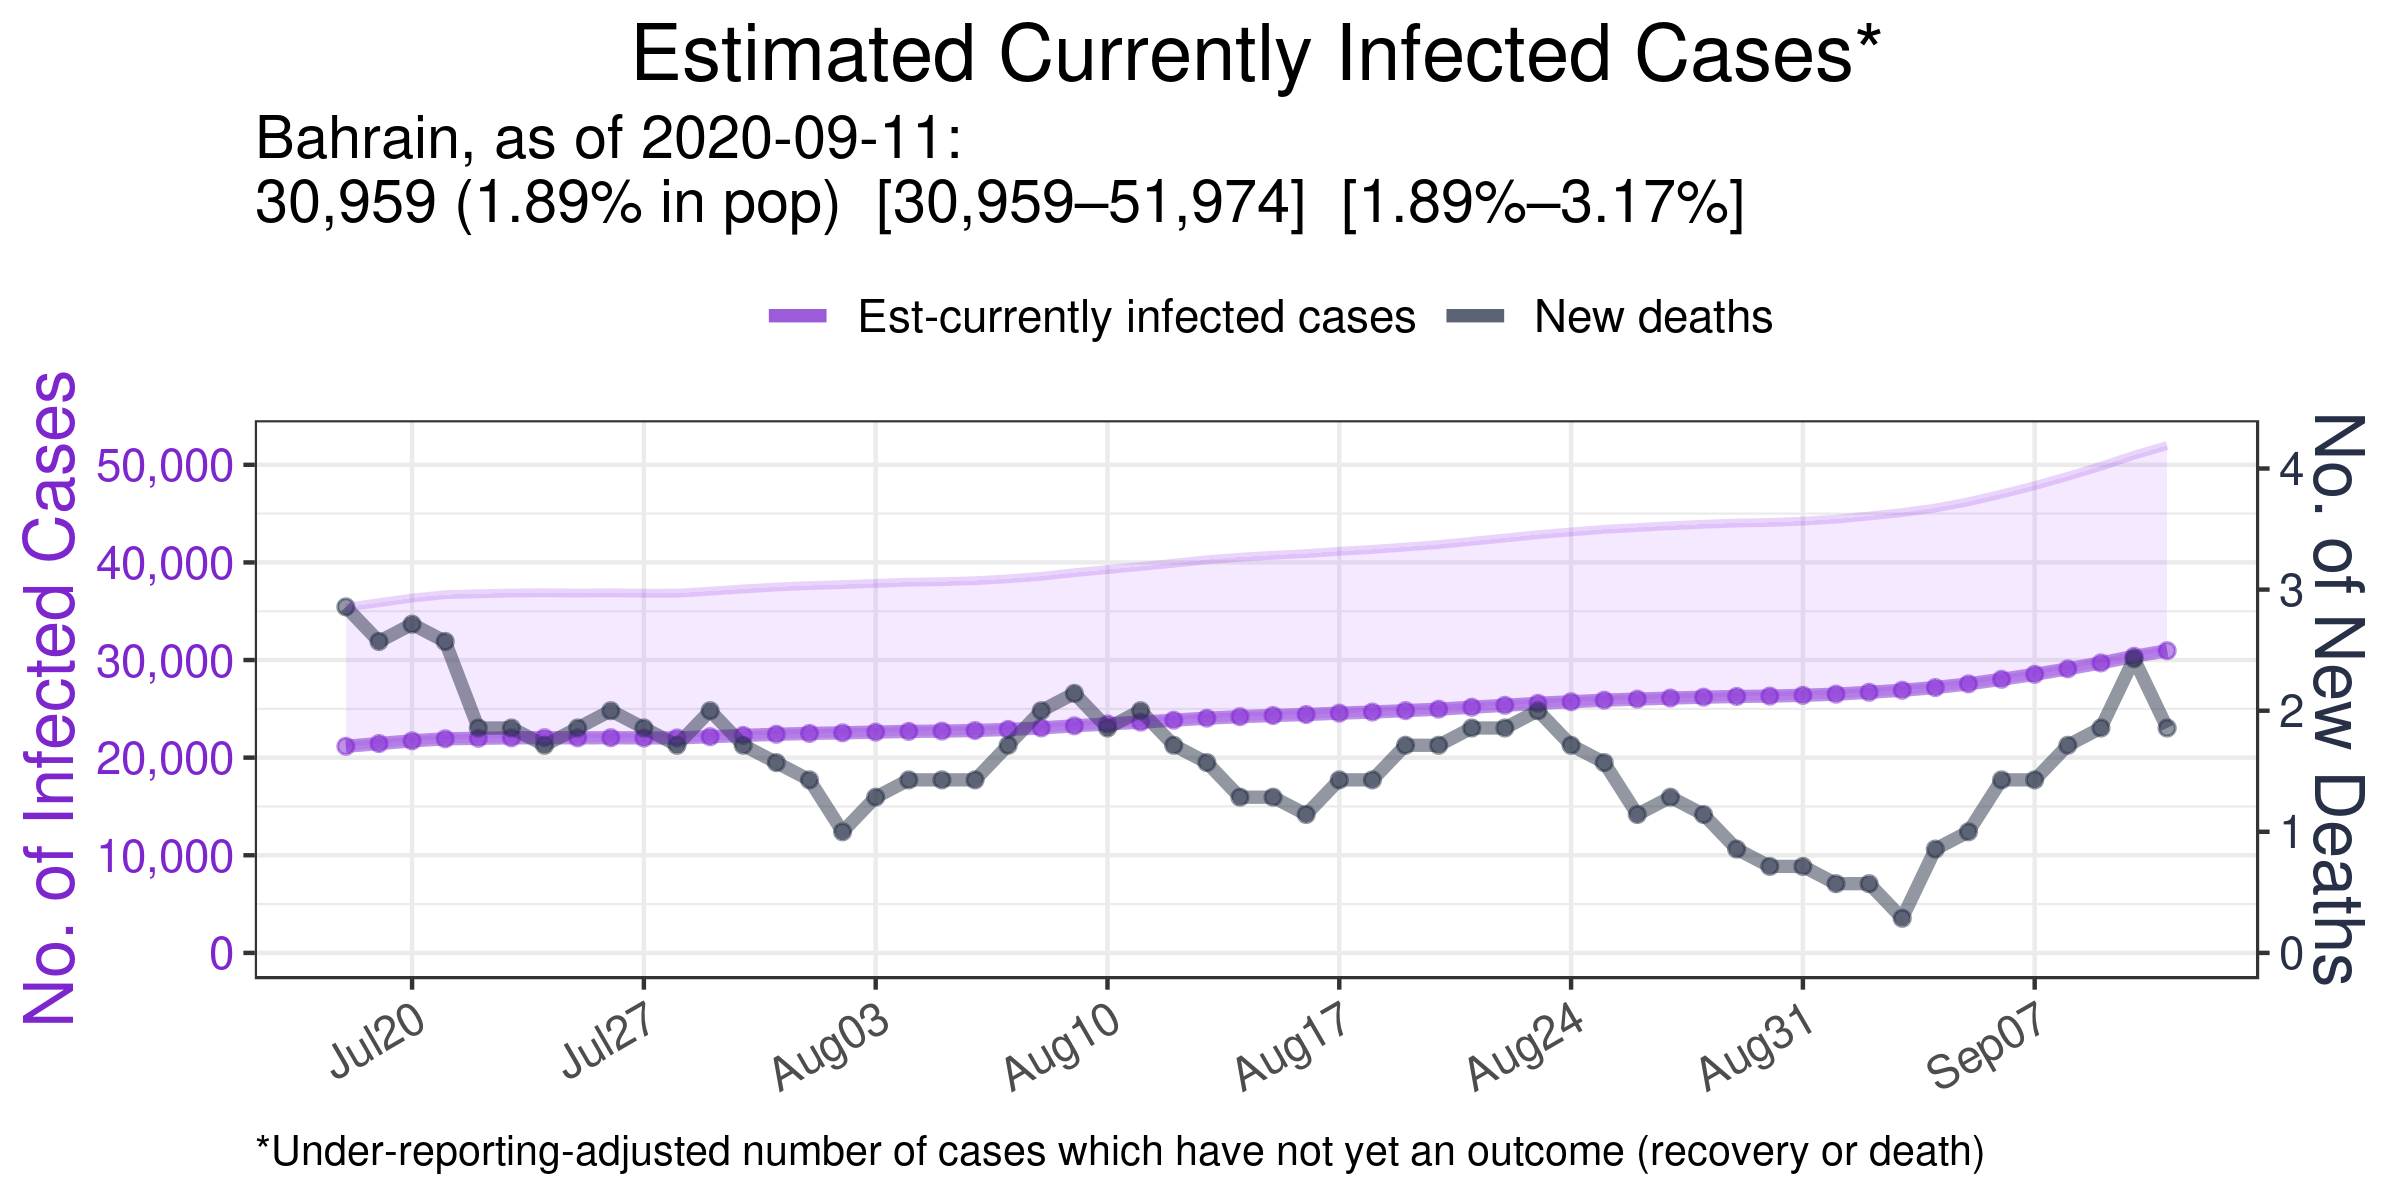 Estimated Currently Infected Cases*
Bahrain, as of 2020-09-11:
30,959 (1.89% in pop)  [30,959–51,974]  [1.89%–3.17%]
Est-currently infected cases
New deaths
No. of Infected Cases
50,000
40,000
30,000
20,000
10,000
0
4
3
2
1
0
No. of New Deaths
Jul20
Jul27
Aug03
Aug10
Aug17
Aug24
Aug31
Sep07
*Under-reporting-adjusted number of cases which have not yet an outcome (recovery or death)